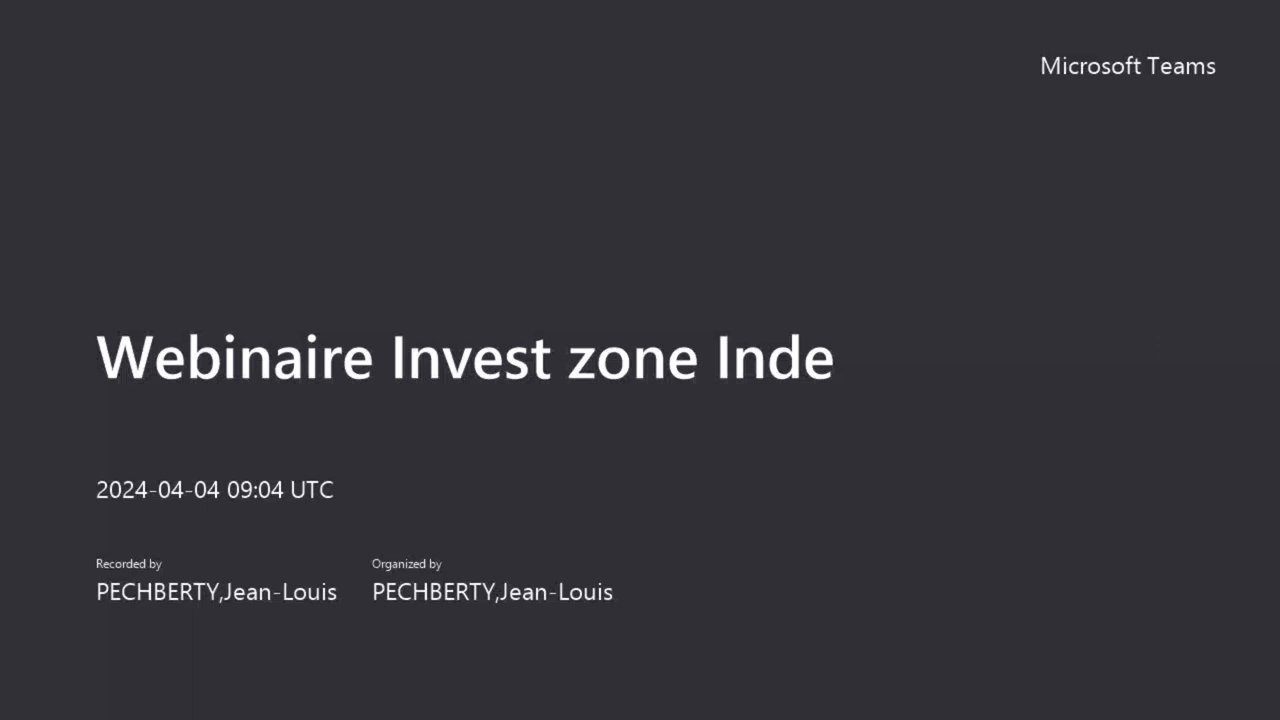 Microsoft Teams
Webinaire Invest zone Inde
2024-04-04 09:04 UTC
Recorded by
PECHBERTY,Jean-Louis
Organized by
PECHBERTY,Jean-Louis